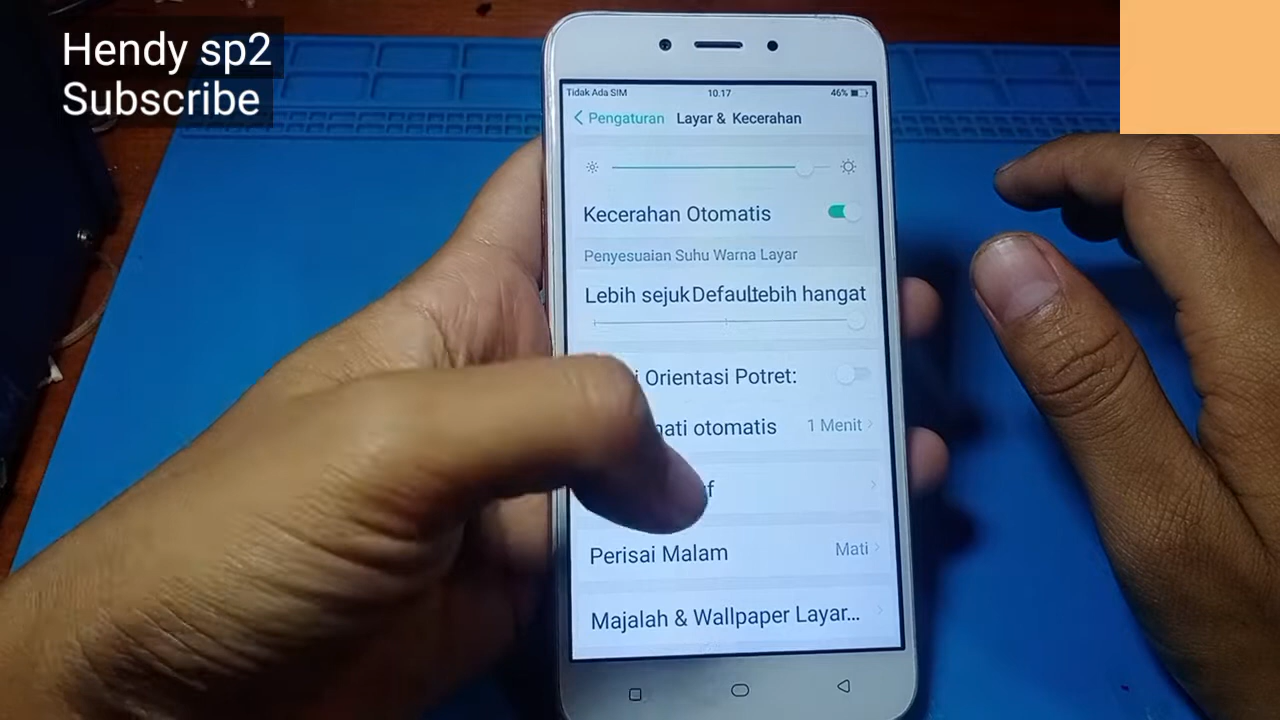 Hendy sp2
Subscribe
Tidak Ada SIM 10.17 46%
Pengaturan Layar & Kecerahan
Kecerahan Otomatis
Penyesuaian Suhu Warna Layar
Lebih sejuk Default Lebih hangat
Orientasi Potret:
otomatis 1 Menit
Perisai Malam Mati
Majalah & Wallpaper Layar...